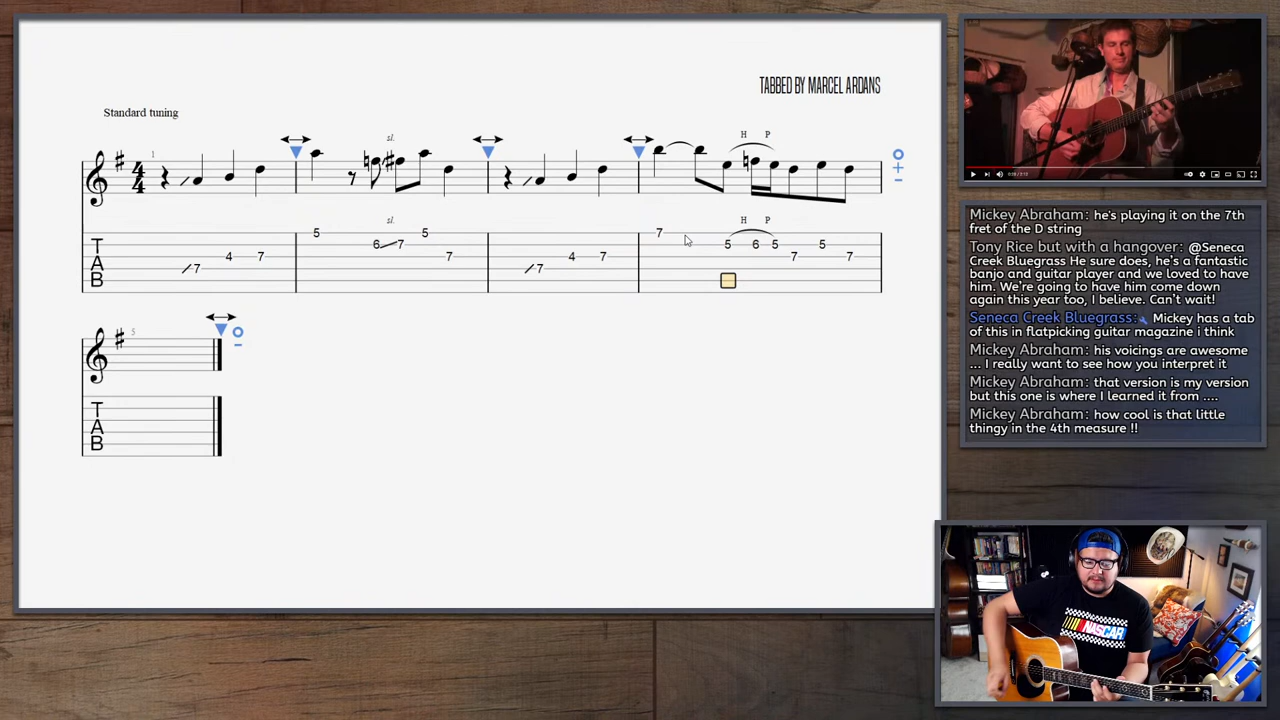 TABBED BY MARCEL ARDANS
Standard tuning
1
sl.
H P
4
4
sl.
H P
T
A
B
7 4 7 5 6 7 5 7 7 4 7 7 5 6 5 7 5 7
5
T
A
B
Mickey Abraham: he's playing it on the 7th
fret of the D string
Tony Rice but with a hangover: @Seneca
Creek Bluegrass He sure does, he's a fantastic
banjo and guitar player and we loved to have
him. We're going to have him come down
again this year too, I believe. Can't wait!
Seneca Creek Bluegrass: Mickey has a tab
of this in flatpicking guitar magazine i think
Mickey Abraham: his voicings are awesome
... I really want to see how you interpret it
Mickey Abraham: that version is my version
but this one is where I learned it from ....
Mickey Abraham: how cool is that little
thingy in the 4th measure !!
NASCAR